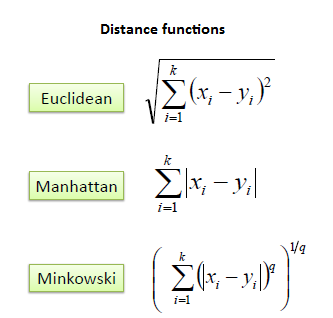 Distance functions
Euclidean √(∑_{i=1}^{k} (x_i − y_i)²)
Manhattan ∑_{i=1}^{k} |x_i − y_i|
Minkowski (∑_{i=1}^{k} (|x_i − y_i|)^q)^{1/q}